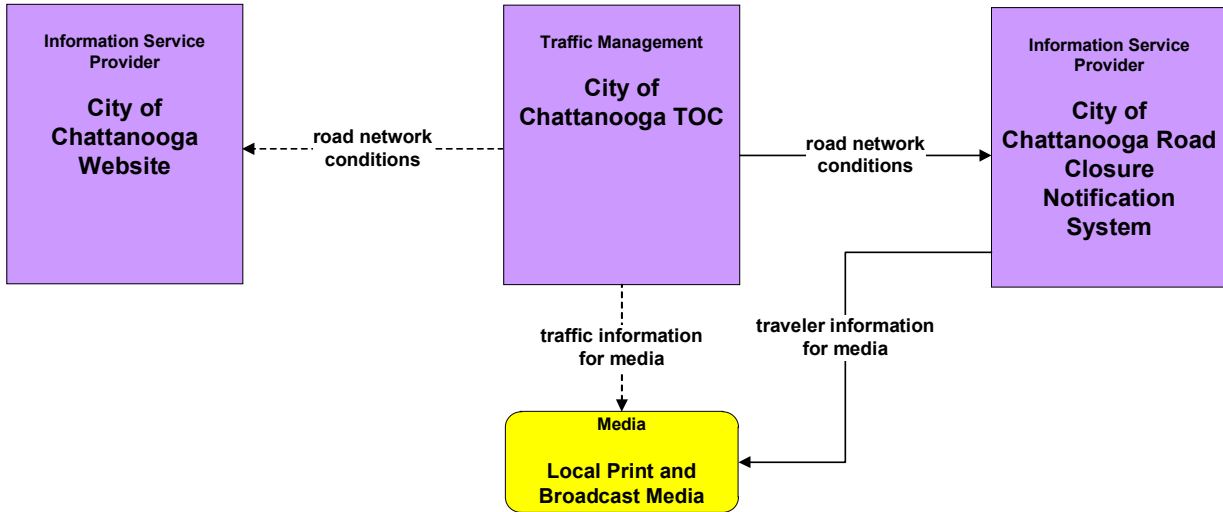 Information Service
Provider
City of
Chattanooga
Website
road network
conditions
Traffic Management
City of
Chattanooga TOC
road network
conditions
Information Service
Provider
City of
Chattanooga Road
Closure
Notification
System
traffic information
for media
traveler information
for media
Media
Local Print and
Broadcast Media